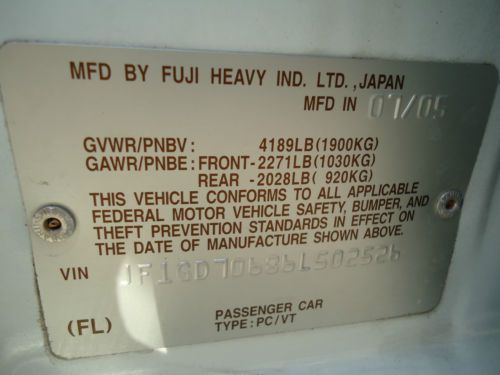 MFD BY FUJI HEAVY IND. LTD., JAPAN
MFD IN 07/05
GVWR/PNBV: 4189LB(1900KG)
GAWR/PNBE: FRONT-2271LB(1030KG)
REAR -2028LB( 920KG)
THIS VEHICLE CONFORMS TO ALL APPLICABLE
FEDERAL MOTOR VEHICLE SAFETY, BUMPER, AND
THEFT PREVENTION STANDARDS IN EFFECT ON
THE DATE OF MANUFACTURE SHOWN ABOVE.
VIN JF1GD70686L502526
PASSENGER CAR
(FL) TYPE: PC/VT